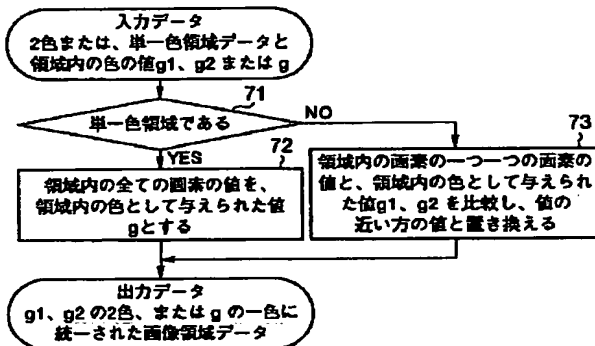 入力データ
2色または、単一色領域データと
領域内の色の値g1、g2 または g
71
単一色領域である
NO
YES
72
領域内の全ての画素の値を、
領域内の色として与えられた値
gとする
73
領域内の画素の一つ一つの画素の
値と、領域内の色として与えられ
た値g1、g2 を比較し、値の
近い方の値と置き換える
出力データ
g1、g2 の2色、または g の一色に
統一された画像領域データ